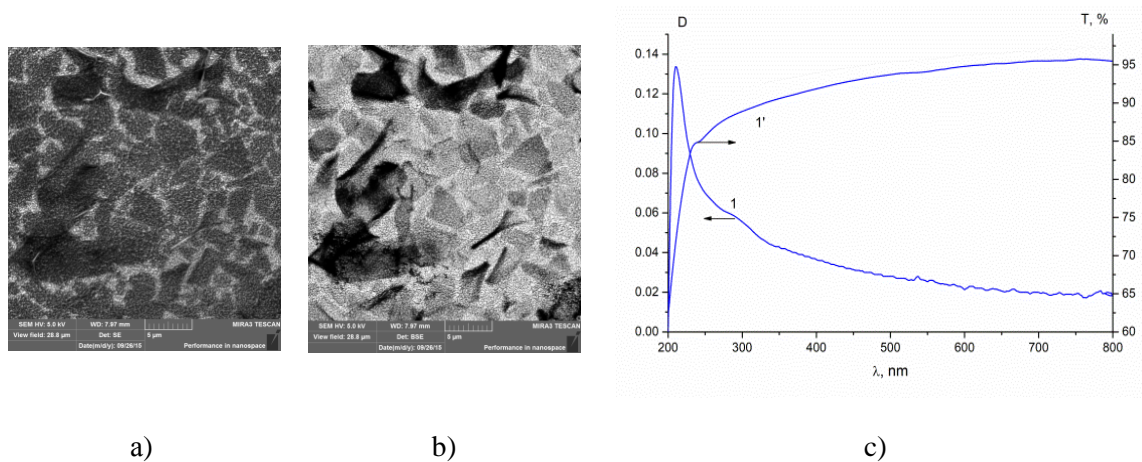 SEM HV: 5.0 kV WD: 7.97 mm MIRA3 TESCAN
View field: 28.8 µm Det: SE 5 µm
Date(m/d/y): 09/26/15 Performance in nanospace
SEM HV: 5.0 kV WD: 7.97 mm MIRA3 TESCAN
View field: 28.8 µm Det: BSE 5 µm
Date(m/d/y): 09/26/15 Performance in nanospace
D T, %
0.14
0.12
0.10
0.08
0.06
0.04
0.02
0.00
1'
1
95
90
85
80
75
70
65
60
200 300 400 500 600 700 800
λ, nm
a) b) c)